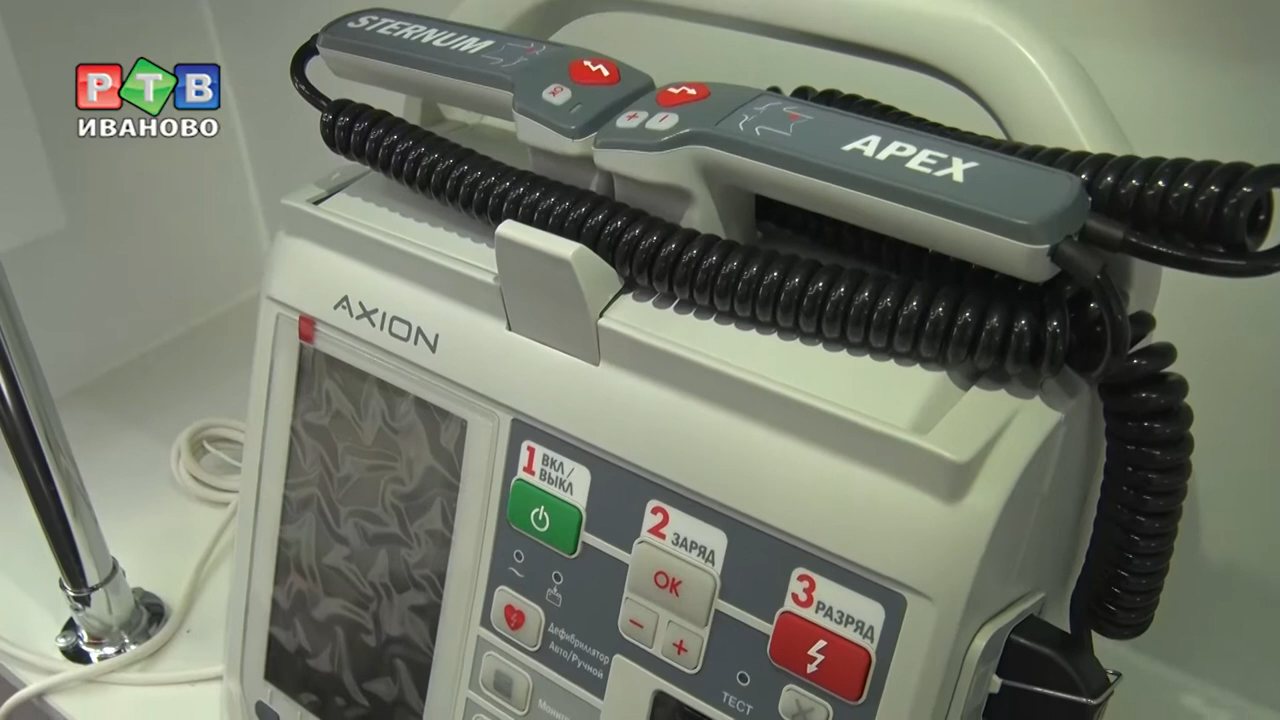 РТВ
ИВАНОВО
STERNUM
APEX
AXION
1 ВКЛ/
ВЫКЛ
2 ЗАРЯД
OK
3 РАЗРЯД
Дефибриллятор
Авто/Ручной
ТЕСТ